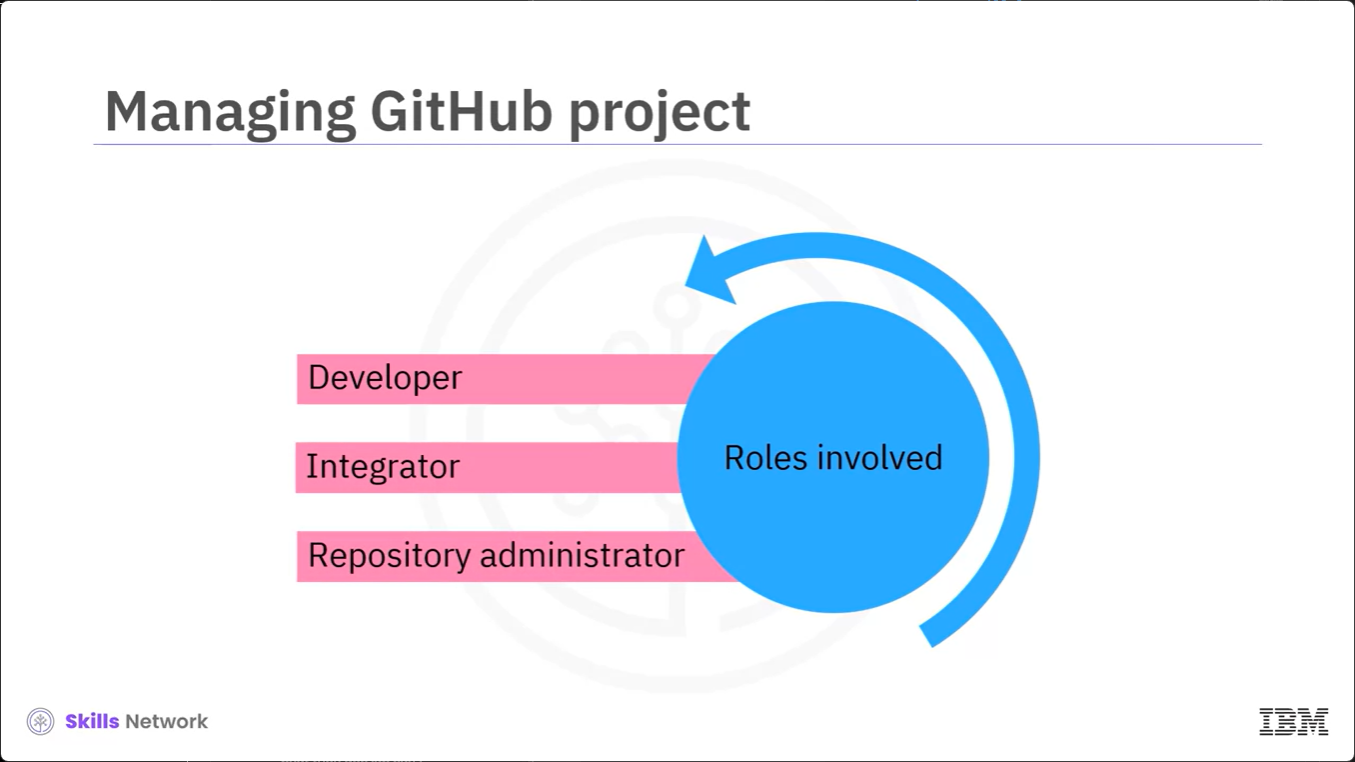 Managing GitHub project
Developer
Integrator
Roles involved
Repository administrator
Skills Network
IBM